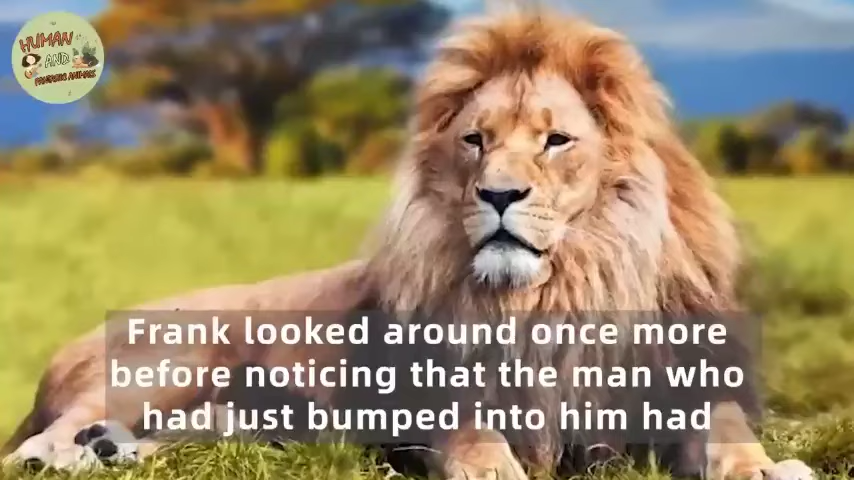 HUMAN
AND
Frank looked around once more
before noticing that the man who
had just bumped into him had